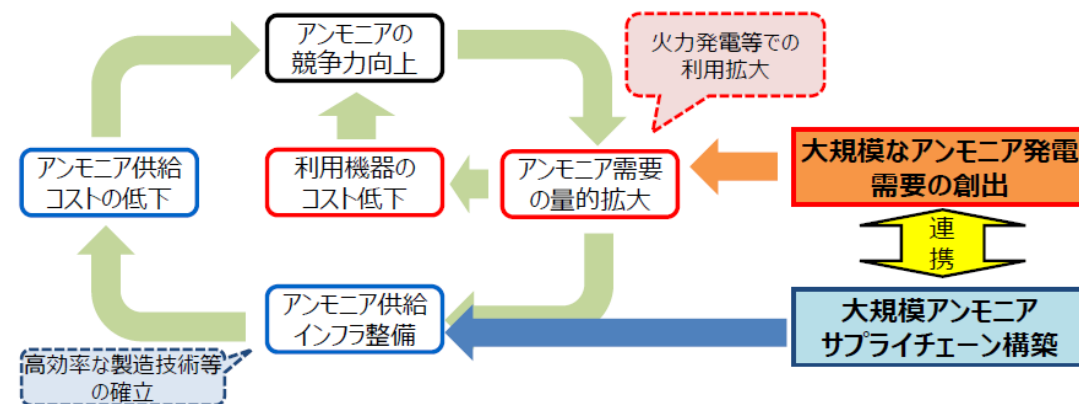 アンモニアの
競争力向上
火力発電等での
利用拡大
アンモニア供給
コストの低下
利用機器の
コスト低下
アンモニア需要
の量的拡大
大規模なアンモニア発電
需要の創出
連
携
アンモニア供給
インフラ整備
大規模アンモニア
サプライチェーン構築
高効率な製造技術等
の確立